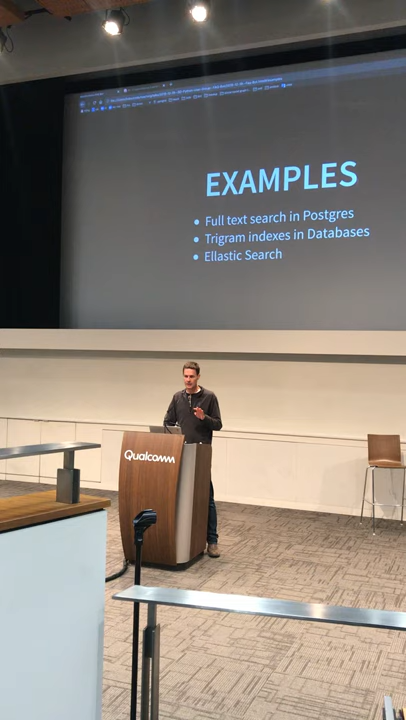 EXAMPLES
Full text search in Postgres
Trigram indexes in Databases
Ellastic Search
Qualcomm